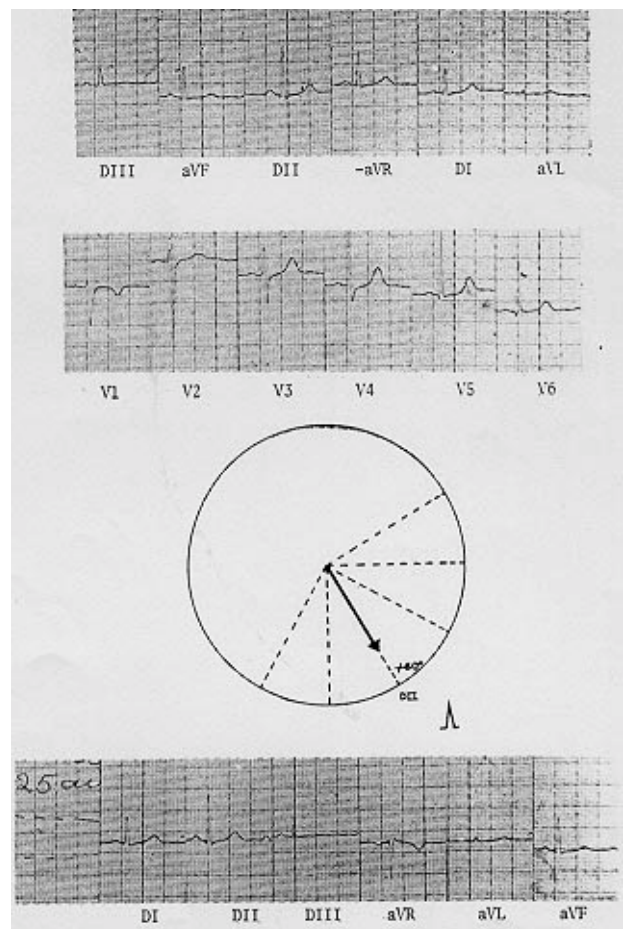 DIII aVF DII -aVR DI aVL
V1 V2 V3 V4 V5 V6
+60°
DII
25
DI DII DIII aVR aVL aVF